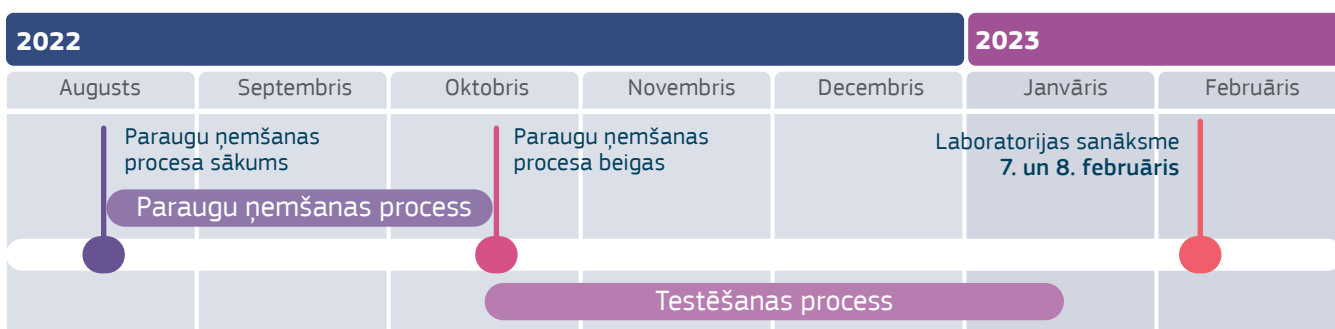 2022
2023
Augusts
Septembris
Oktobris
Novembris
Decembris
Janvāris
Februāris
Paraugu ņemšanas
procesa sākums
Paraugu ņemšanas
procesa beigas
Laboratorijas sanāksme
7. un 8. februāris
Paraugu ņemšanas process
Testēšanas process